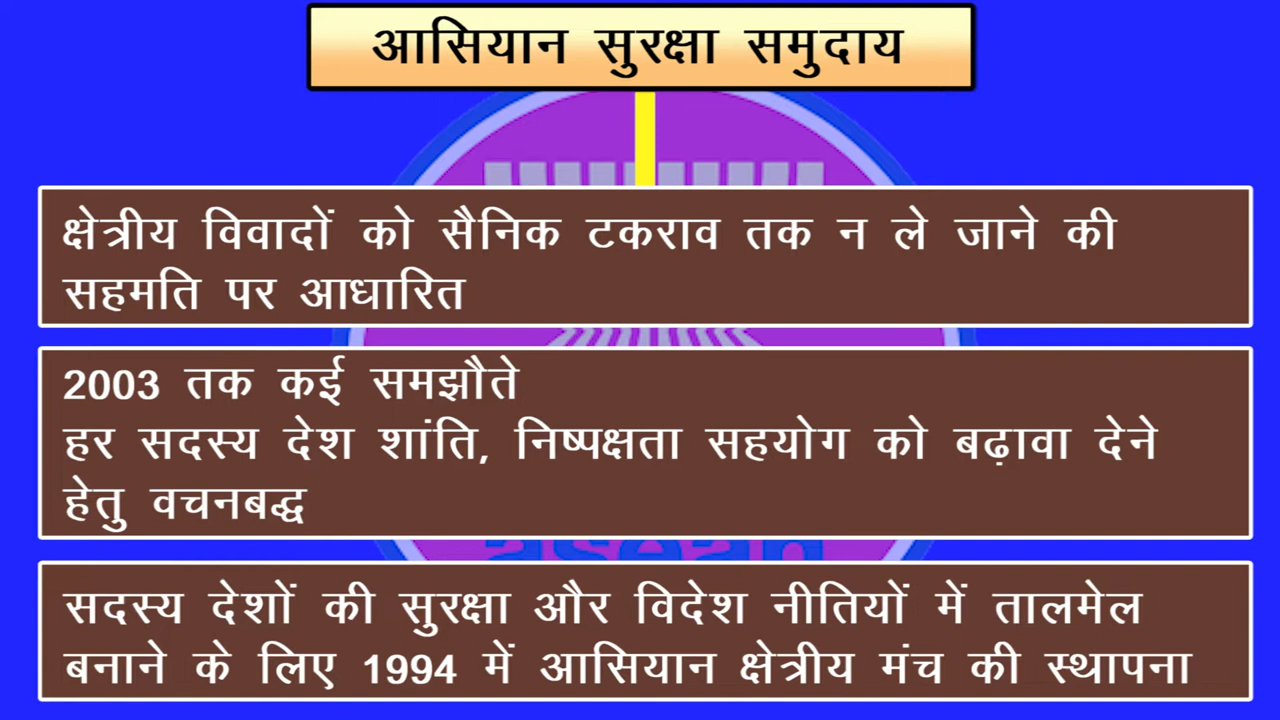 आसियान सुरक्षा समुदाय
क्षेत्रीय विवादों को सैनिक टकराव तक न ले जाने की
सहमति पर आधारित
2003 तक कई समझौते
हर सदस्य देश शांति, निष्पक्षता सहयोग को बढ़ावा देने
हेतु वचनबद्ध
asean
सदस्य देशों की सुरक्षा और विदेश नीतियों में तालमेल
बनाने के लिए 1994 में आसियान क्षेत्रीय मंच की स्थापना